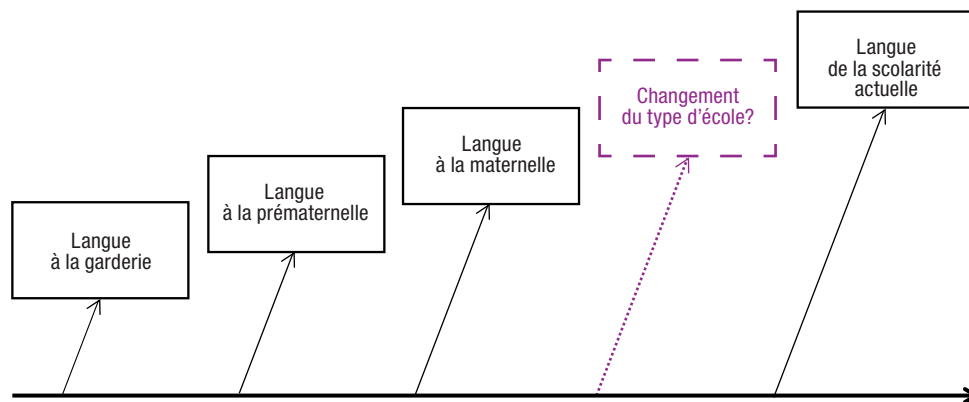 Langue
à la garderie
Langue
à la prématernelle
Langue
à la maternelle
Changement
du type d’école?
Langue
de la scolarité
actuelle